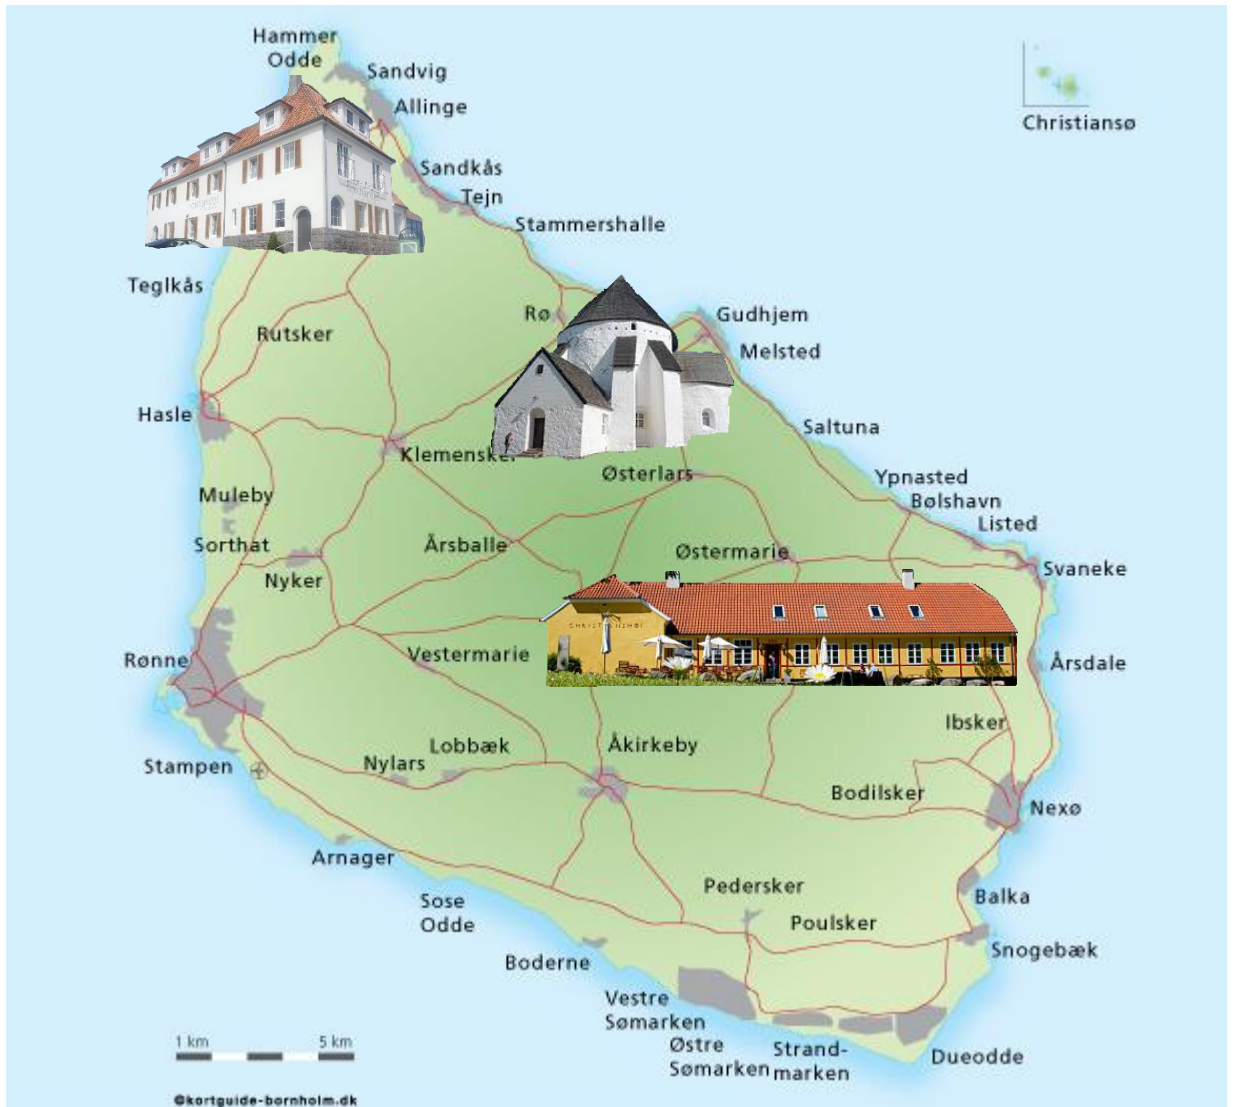 Hammer
Odde
Sandvig
Allinge
Christiansø
Sandkås
Tejn
Stammershalle
Teglkås
Rø
Gudhjem
Rutsker
Melsted
Hasle
Saltuna
Klemensker
Østerlars
Ypnasted
Muleby
Bølshavn
Listed
Sorthat
Årsballe
Østermarie
Nyker
Svaneke
CHRISTIANSHØJ
Rønne
Vestermarie
Årsdale
Ibsker
Lobbæk
Åkirkeby
Stampen
Nylars
Bodilsker
Nexø
Arnager
Pedersker
Balka
Sose
Odde
Poulsker
Snogebæk
Boderne
Vestre
Sømarken
Østre
Sømarken
Strand-
marken
Dueodde
1 km 5 km
©kortguide-bornholm.dk